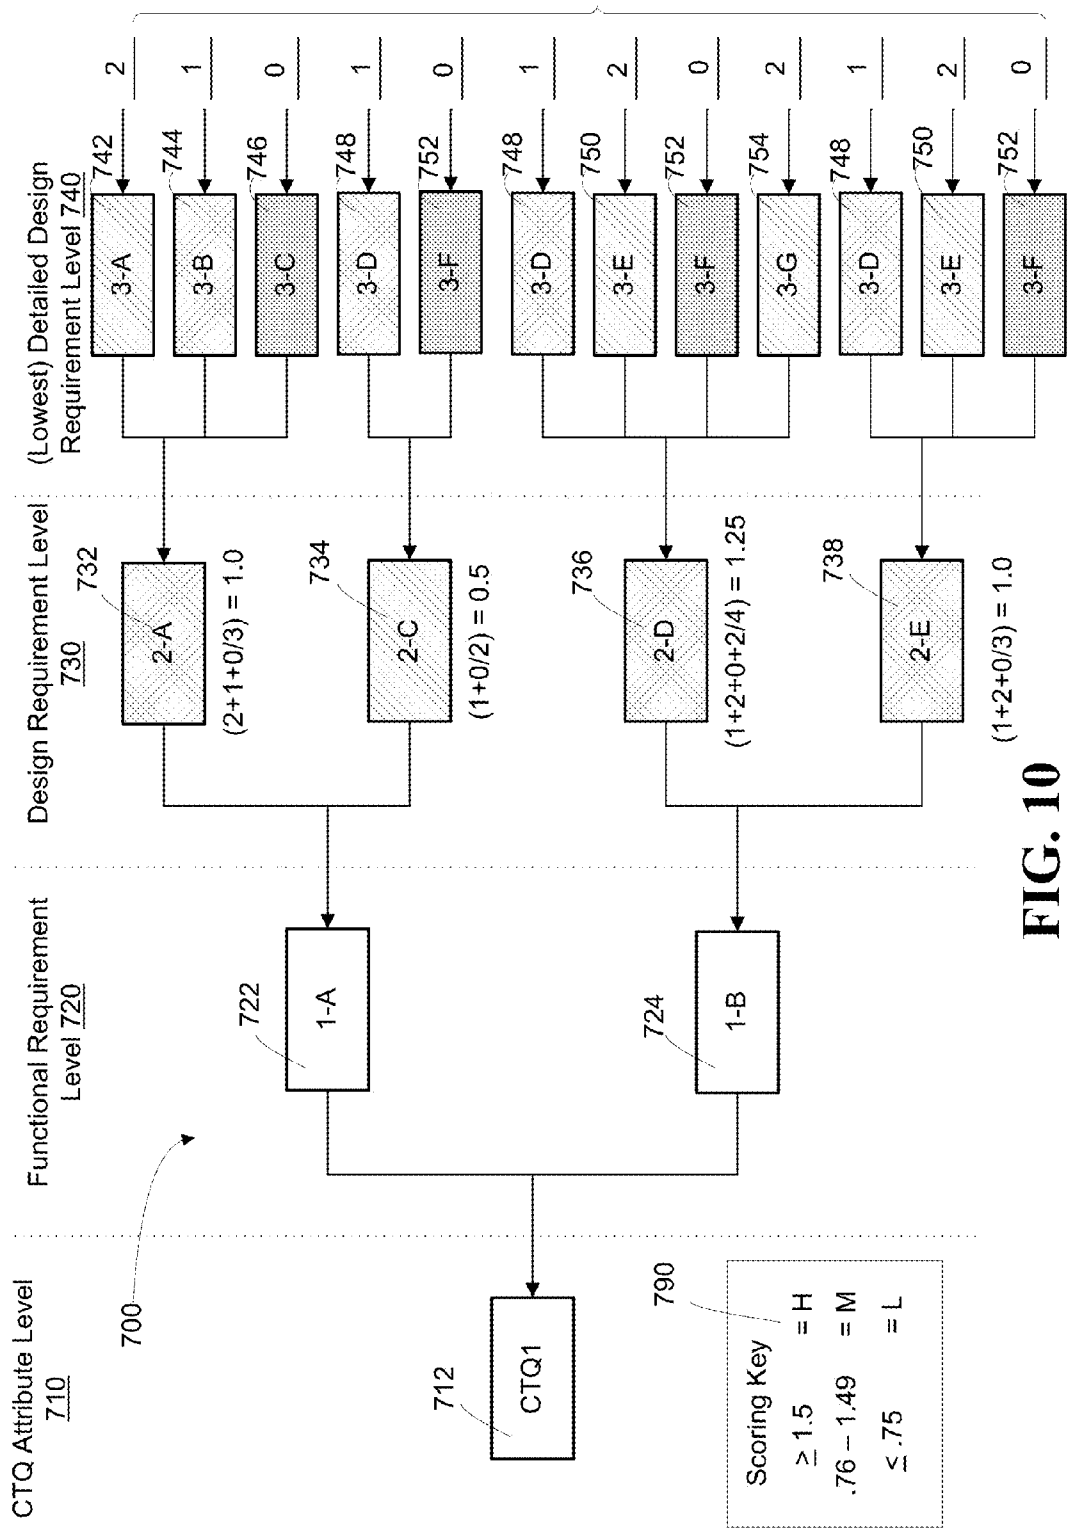 CTQ Attribute Level
710
Functional Requirement
Level 720
Design Requirement Level
730
(Lowest) Detailed Design
Requirement Level 740
700
712
CTQ1
722
1-A
724
1-B
732
2-A
(2+1+0/3) = 1.0
734
2-C
(1+0/2) = 0.5
736
2-D
(1+2+0+2/4) = 1.25
738
2-E
(1+2+0/3) = 1.0
742
3-A
2
744
3-B
1
746
3-C
0
748
3-D
1
752
3-F
0
748
3-D
1
750
3-E
2
752
3-F
0
754
3-G
2
748
3-D
1
750
3-E
2
752
3-F
0
790
Scoring Key
≥ 1.5 = H
.76 – 1.49 = M
≤ .75 = L
FIG. 10